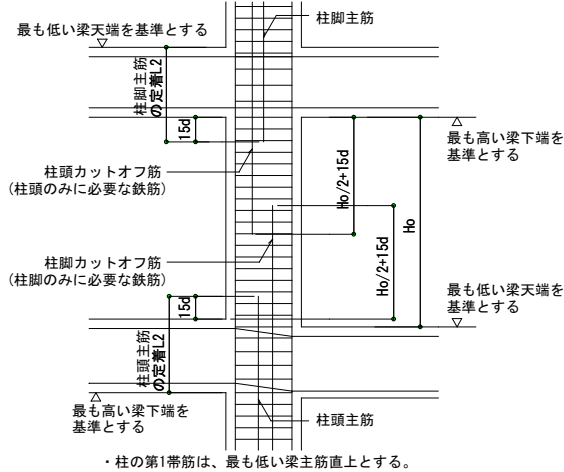 最も低い梁天端を基準とする
柱脚主筋
柱脚主筋
の定着L2
15d
最も高い梁下端を
基準とする
柱頭カットオフ筋
(柱頭のみに必要な鉄筋)
Ho/2+15d
Ho
柱脚カットオフ筋
(柱脚のみに必要な鉄筋)
Ho/2+15d
最も低い梁天端を
基準とする
15d
柱頭主筋
の定着L2
最も高い梁下端を
基準とする
柱頭主筋
・柱の第1帯筋は、最も低い梁主筋直上とする。